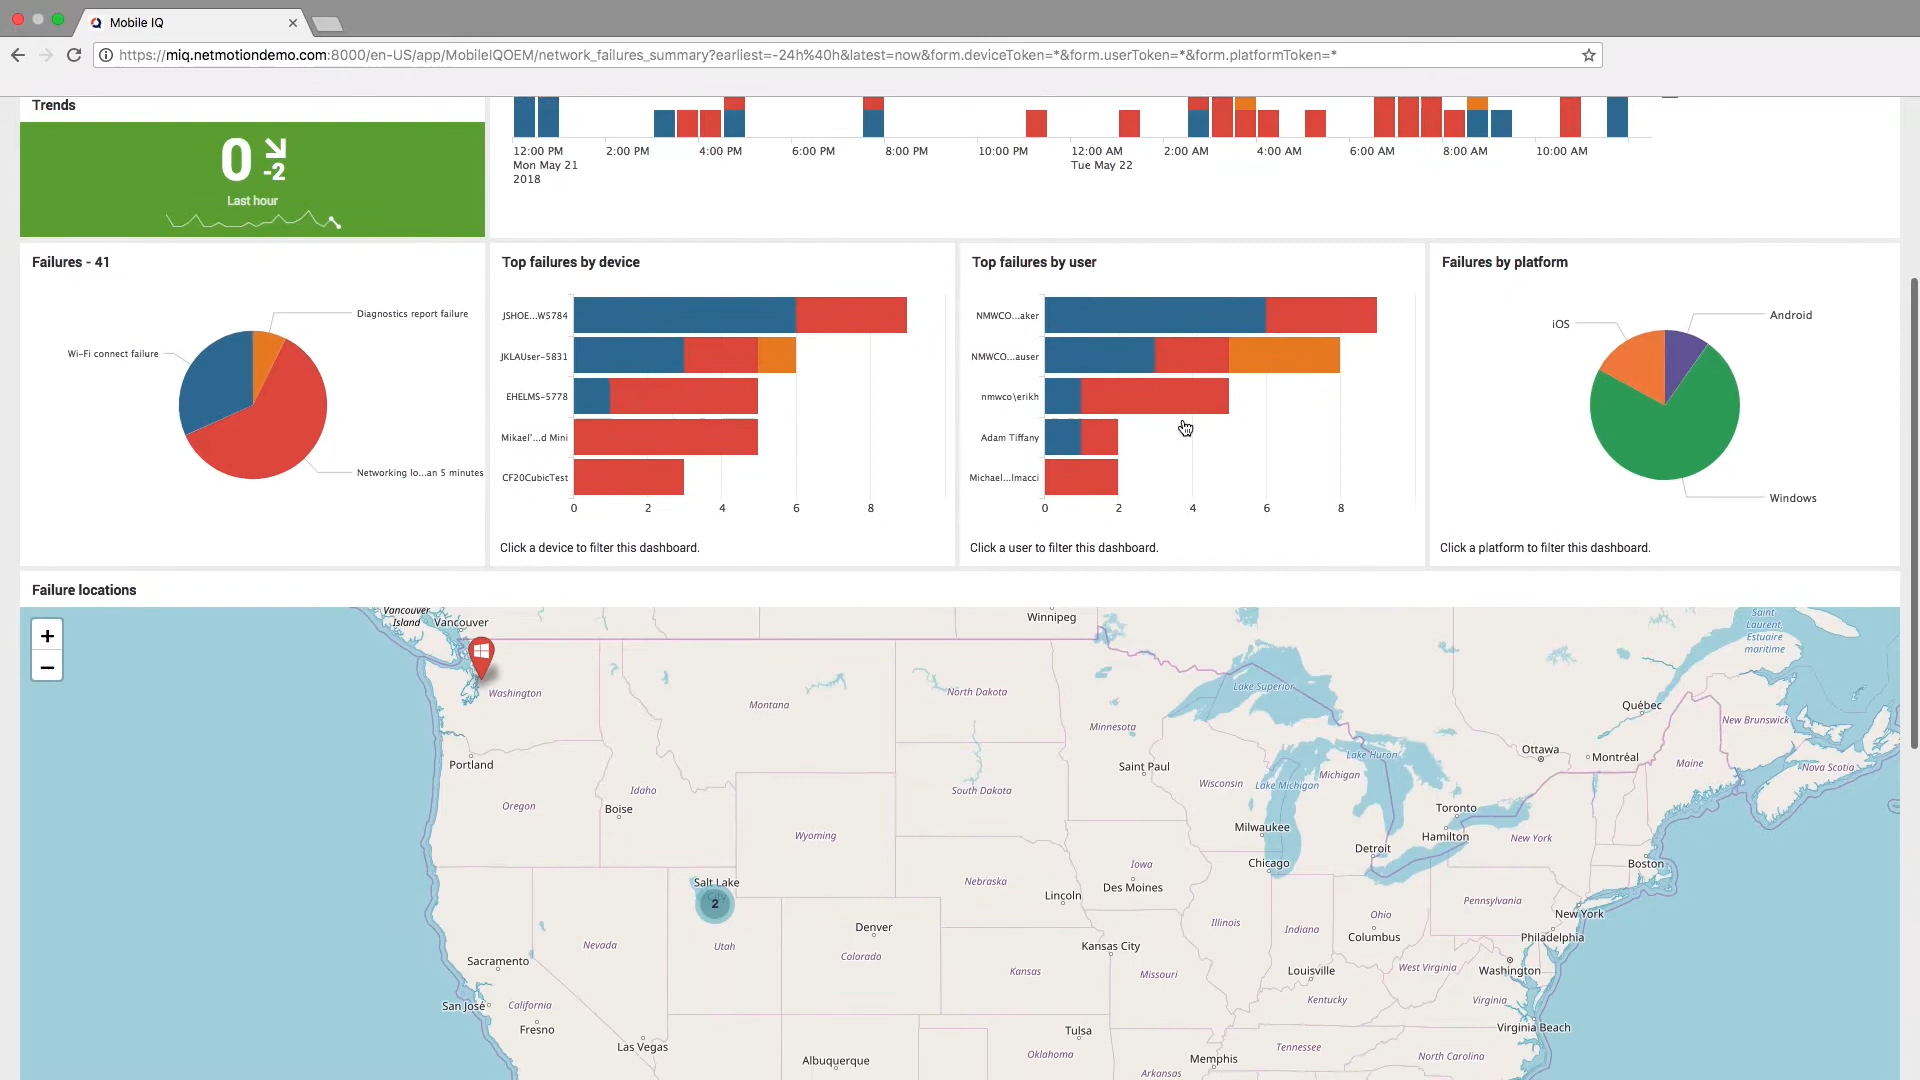 Mobile IQ
https://miq.netmotiondemo.com:8000/en-US/app/MobileIQOEM/network_failures_summary?earliest=-24h%40h&latest=now&form.deviceToken=*&form.userToken=*&form.platformToken=*
Trends
0 -2
Last hour
12:00 PM 2:00 PM 4:00 PM 6:00 PM 8:00 PM 10:00 PM 12:00 AM 2:00 AM 4:00 AM 6:00 AM 8:00 AM 10:00 AM
Mon May 21 Tue May 22
2018
Failures - 41
Diagnostics report failure
Wi-Fi connect failure
Networking lo...an 5 minutes
Top failures by device
JSHOE...W5784
JKLAUser-5831
EHELMS-5778
Mikael'...d Mini
CF20CubicTest
0 2 4 6 8
Click a device to filter this dashboard.
Top failures by user
NMWCO...aker
NMWCO...auser
nmwco\erikh
Adam Tiffany
Michael...lmacci
0 2 4 6 8
Click a user to filter this dashboard.
Failures by platform
iOS
Android
Windows
Click a platform to filter this dashboard.
Failure locations
+
−
Vancouver
Island
Vancouver
Winnipeg
Saint
Laurent,
Estuaire
maritime
Washington
North Dakota
Lake Superior
Québec
Montana
New Brunswick
Minnesota
Portland
Saint Paul
Ottawa
Montréal
Lake Huron
Maine
Nova Scotia
Idaho
South Dakota
Wisconsin
Lake Michigan
Michigan
Oregon
Boise
Toronto
Milwaukee
Hamilton
New York
Wyoming
Detroit
Chicago
Iowa
Boston
Salt Lake
City
2
Nebraska
Des Moines
Lincoln
Pennsylvania
New York
Illinois
Indiana
Ohio
Columbus
Philadelphia
Denver
Nevada
Utah
Colorado
Kansas City
Sacramento
Kansas
Missouri
Louisville
West Virginia
Washington
San José
California
Kentucky
Virginia
Fresno
Tulsa
Virginia Beach
Las Vegas
Albuquerque
Oklahoma
Memphis
Tennessee
North Carolina
Arkansas